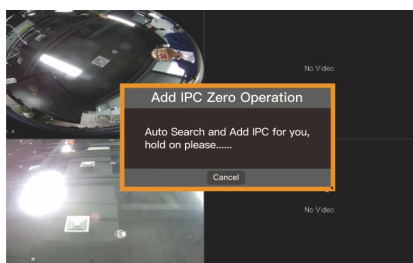 No Video
Add IPC Zero Operation
Auto Search and Add IPC for you,
hold on please......
Cancel
No Video